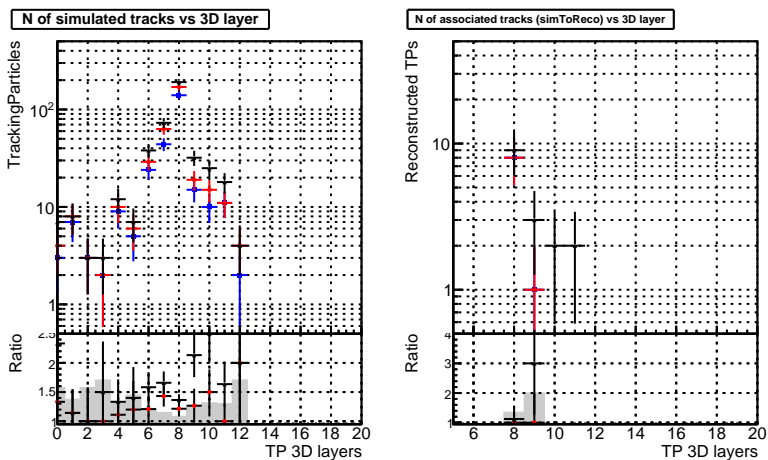 N of simulated tracks vs 3D layer
TrackingParticles
10²
10
1
Ratio
2.5
2
1.5
1
0 2 4 6 8 10 12 14 16 18 20
TP 3D layers
N of associated tracks (simToReco) vs 3D layer
Reconstructed TPs
10
1
Ratio
4
3
2
1
6 8 10 12 14 16 18 20
TP 3D layers